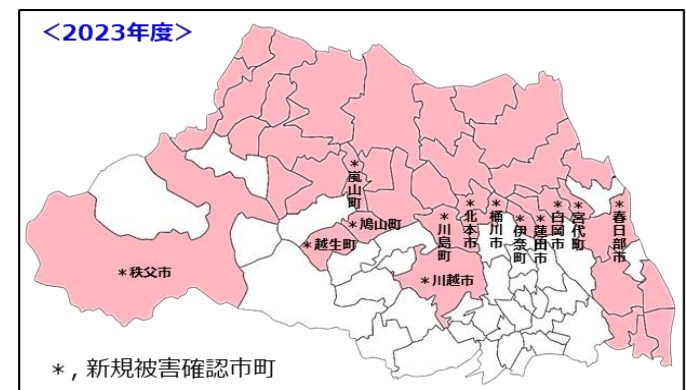 <2023年度>
*嵐山町
*鳩山町
*越生町
*川島町
*北本市
*桶川市
*伊奈町
*蓮田市
*白岡市
*宮代町
*春日部市
*秩父市
*川越市
*,新規被害確認市町